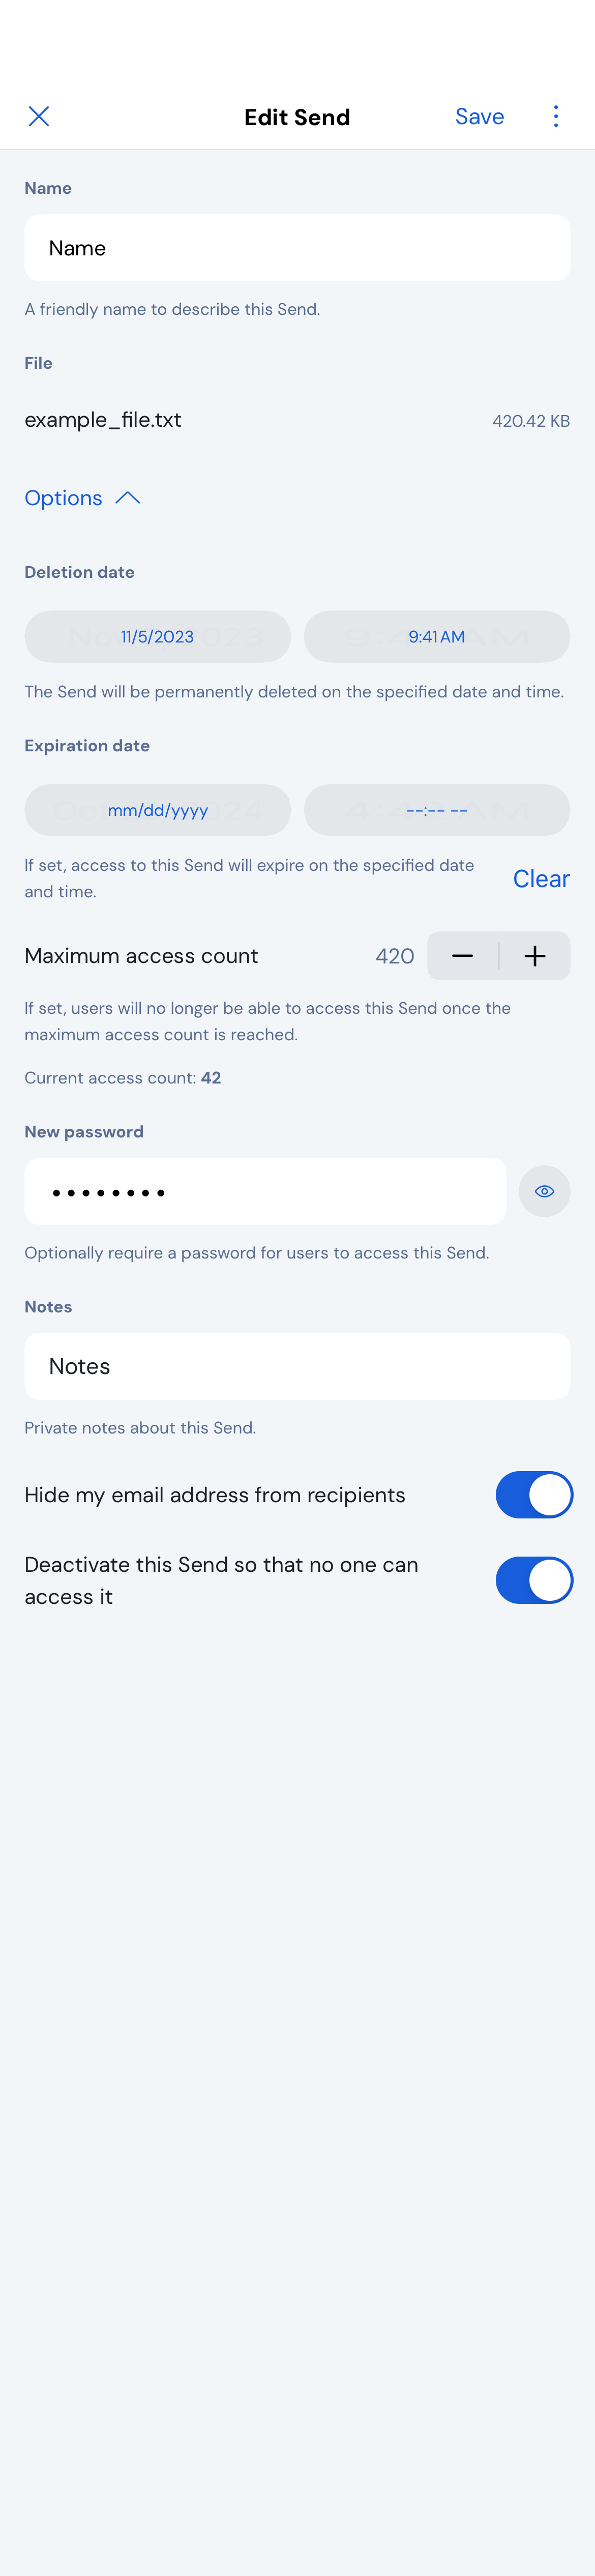 Edit Send
Save
Name
Name
A friendly name to describe this Send.
File
example_file.txt
420.42 KB
Options
Deletion date
11/5/2023
9:41 AM
The Send will be permanently deleted on the specified date and time.
Expiration date
mm/dd/yyyy
--:-- --
If set, access to this Send will expire on the specified date
and time.
Clear
Maximum access count
420
If set, users will no longer be able to access this Send once the
maximum access count is reached.
Current access count: 42
New password
••••••••
Optionally require a password for users to access this Send.
Notes
Notes
Private notes about this Send.
Hide my email address from recipients
Deactivate this Send so that no one can
access it